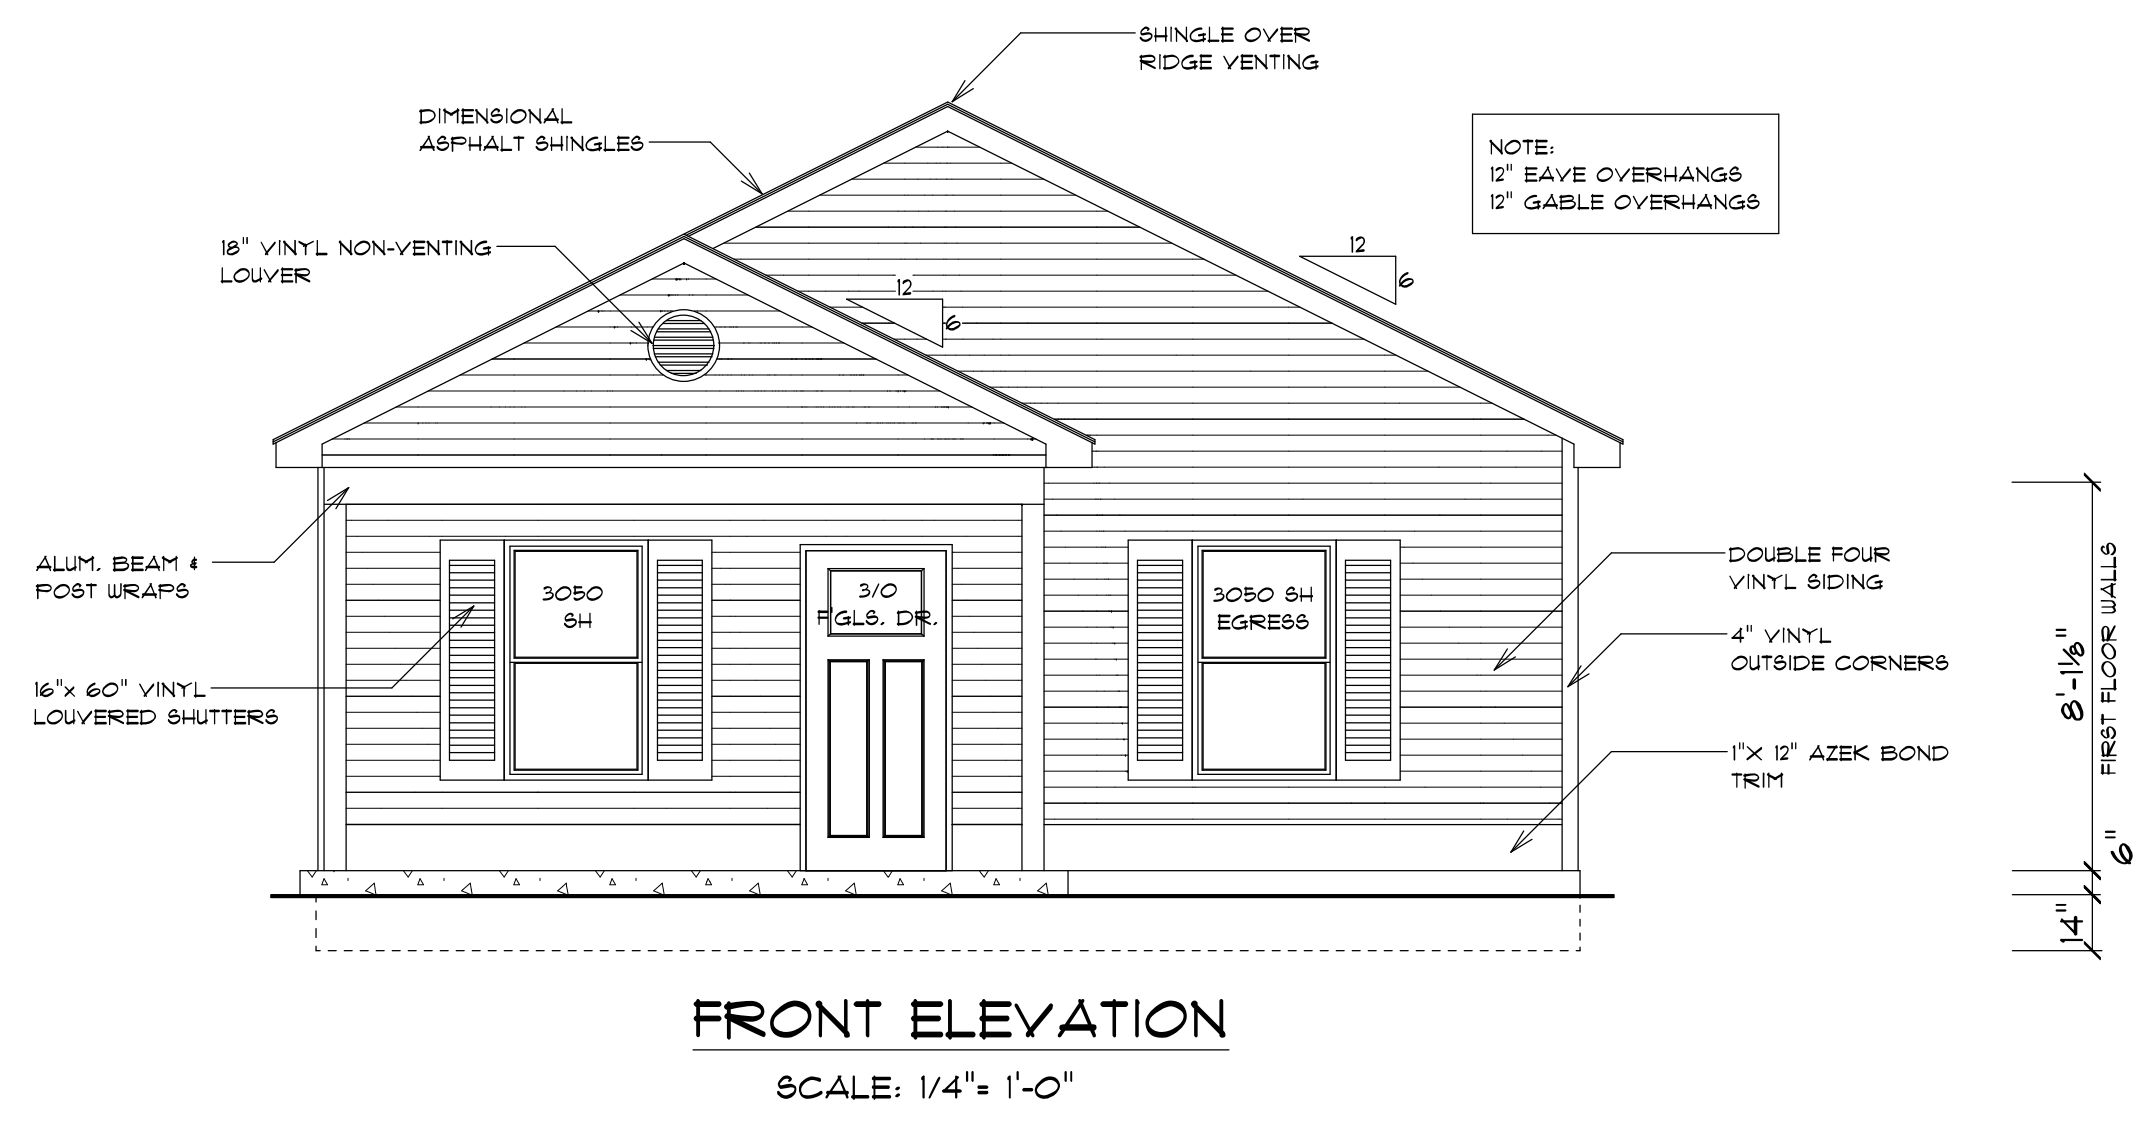 SHINGLE OVER
RIDGE VENTING
DIMENSIONAL
ASPHALT SHINGLES
NOTE:
12" EAVE OVERHANGS
12" GABLE OVERHANGS
18" VINYL NON-VENTING
LOUVER
12
6
12
6
ALUM. BEAM &
POST WRAPS
3050
SH
3/0
F'GLS. DR.
3050 SH
EGRESS
DOUBLE FOUR
VINYL SIDING
4" VINYL
OUTSIDE CORNERS
16"x 60" VINYL
LOUVERED SHUTTERS
1"X 12" AZEK BOND
TRIM
8'-1 1/8"
FIRST FLOOR WALLS
6"
14"
FRONT ELEVATION
SCALE: 1/4"= 1'-0"